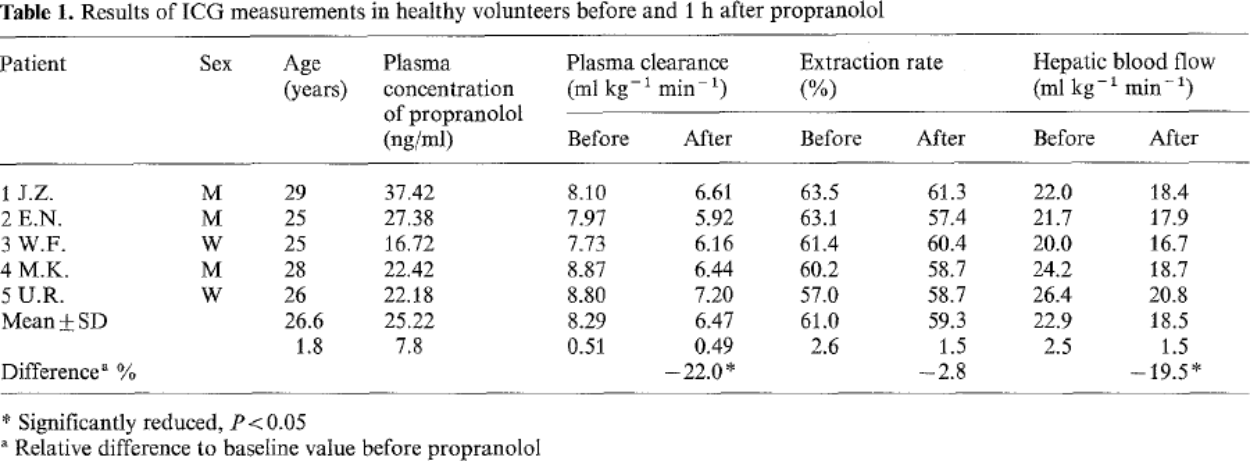 Table 1. Results of ICG measurements in healthy volunteers before and 1 h after propranolol
Patient Sex Age (years) Plasma concentration of propranolol (ng/ml) Plasma clearance (ml kg⁻¹ min⁻¹) Extraction rate (%) Hepatic blood flow (ml kg⁻¹ min⁻¹)
Before After Before After Before After
1 J.Z. M 29 37.42 8.10 6.61 63.5 61.3 22.0 18.4
2 E.N. M 25 27.38 7.97 5.92 63.1 57.4 21.7 17.9
3 W.F. W 25 16.72 7.73 6.16 61.4 60.4 20.0 16.7
4 M.K. M 28 22.42 8.87 6.44 60.2 58.7 24.2 18.7
5 U.R. W 26 22.18 8.80 7.20 57.0 58.7 26.4 20.8
Mean ± SD 26.6 25.22 8.29 6.47 61.0 59.3 22.9 18.5
1.8 7.8 0.51 0.49 2.6 1.5 2.5 1.5
Differenceᵃ % −22.0* −2.8 −19.5*
* Significantly reduced, P<0.05
ᵃ Relative difference to baseline value before propranolol